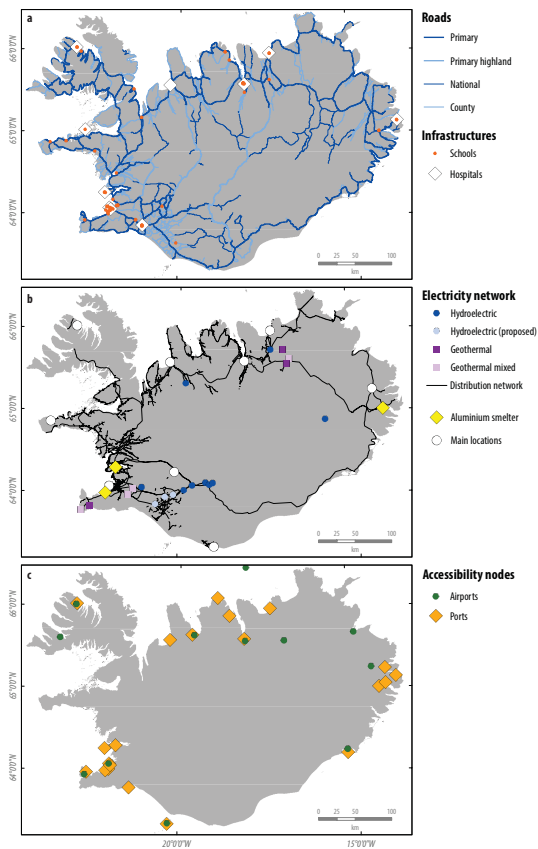 a
66°0'0"N
65°0'0"N
64°0'0"N
0 25 50 100
km
Roads
Primary
Primary highland
National
County
Infrastructures
Schools
Hospitals
b
66°0'0"N
65°0'0"N
64°0'0"N
0 25 50 100
km
Electricity network
Hydroelectric
Hydroelectric (proposed)
Geothermal
Geothermal mixed
Distribution network
Aluminium smelter
Main locations
c
66°0'0"N
65°0'0"N
64°0'0"N
0 25 50 100
km
20°0'0"W 15°0'0"W
Accessibility nodes
Airports
Ports